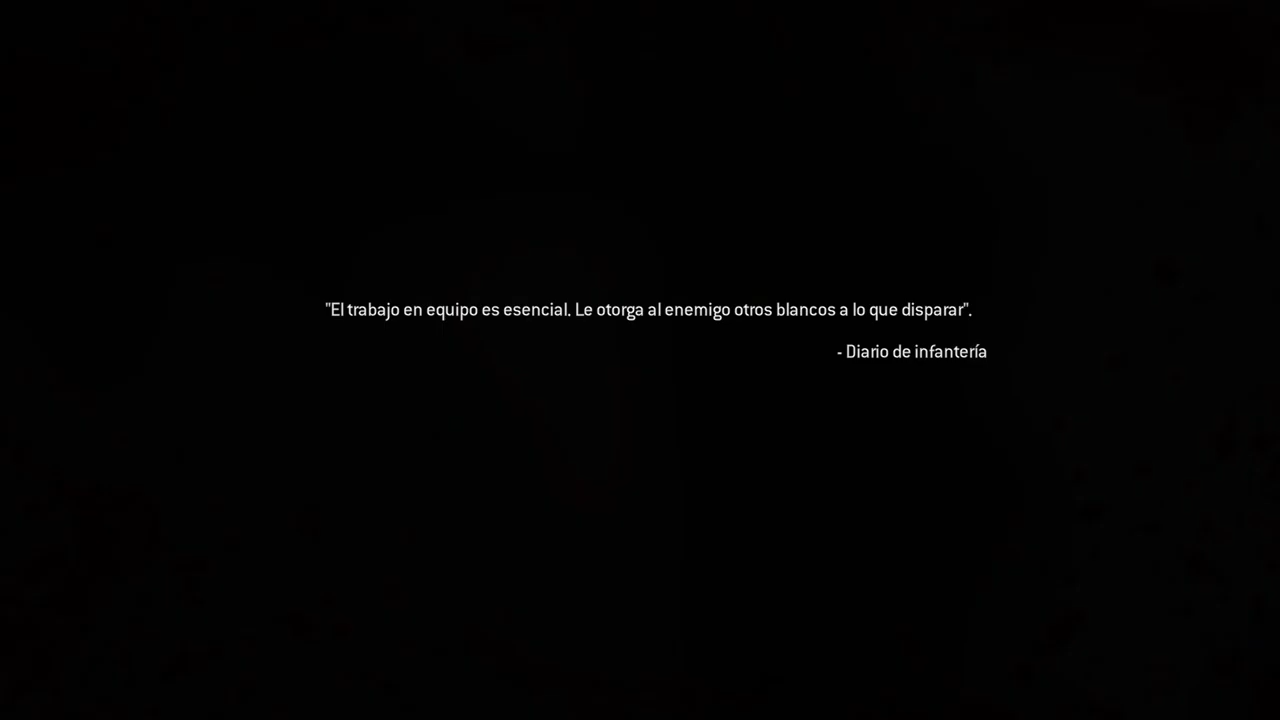 "El trabajo en equipo es esencial. Le otorga al enemigo otros blancos a lo que disparar".
- Diario de infantería